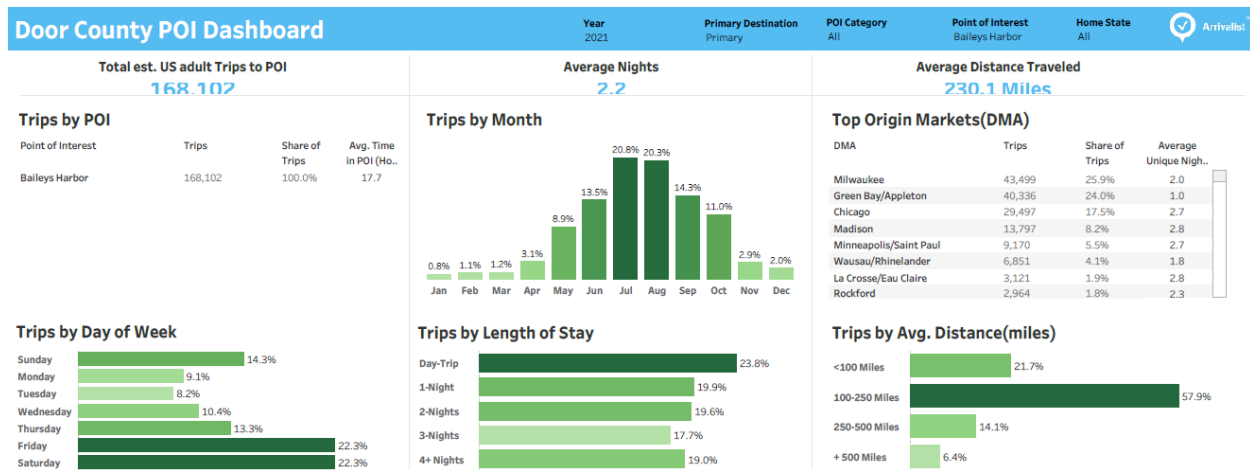 Door County POI Dashboard
Year
2021
Primary Destination
Primary
POI Category
All
Point of Interest
Baileys Harbor
Home State
All
Arrivalist
Total est. US adult Trips to POI
168,102
Average Nights
2.2
Average Distance Traveled
230.1 Miles
Trips by POI
Point of Interest Trips Share of Trips Avg. Time in POI (Ho..
Baileys Harbor 168,102 100.0% 17.7
Trips by Month
0.8% 1.1% 1.2% 3.1% 8.9% 13.5% 20.8% 20.3% 14.3% 11.0% 2.9% 2.0%
Jan Feb Mar Apr May Jun Jul Aug Sep Oct Nov Dec
Top Origin Markets(DMA)
DMA Trips Share of Trips Average Unique Nigh..
Milwaukee 43,499 25.9% 2.0
Green Bay/Appleton 40,336 24.0% 1.0
Chicago 29,497 17.5% 2.7
Madison 13,797 8.2% 2.8
Minneapolis/Saint Paul 9,170 5.5% 2.7
Wausau/Rhinelander 6,851 4.1% 1.8
La Crosse/Eau Claire 3,121 1.9% 2.8
Rockford 2,964 1.8% 2.3
Trips by Day of Week
Sunday 14.3%
Monday 9.1%
Tuesday 8.2%
Wednesday 10.4%
Thursday 13.3%
Friday 22.3%
Saturday 22.3%
Trips by Length of Stay
Day-Trip 23.8%
1-Night 19.9%
2-Nights 19.6%
3-Nights 17.7%
4+ Nights 19.0%
Trips by Avg. Distance(miles)
<100 Miles 21.7%
100-250 Miles 57.9%
250-500 Miles 14.1%
+ 500 Miles 6.4%